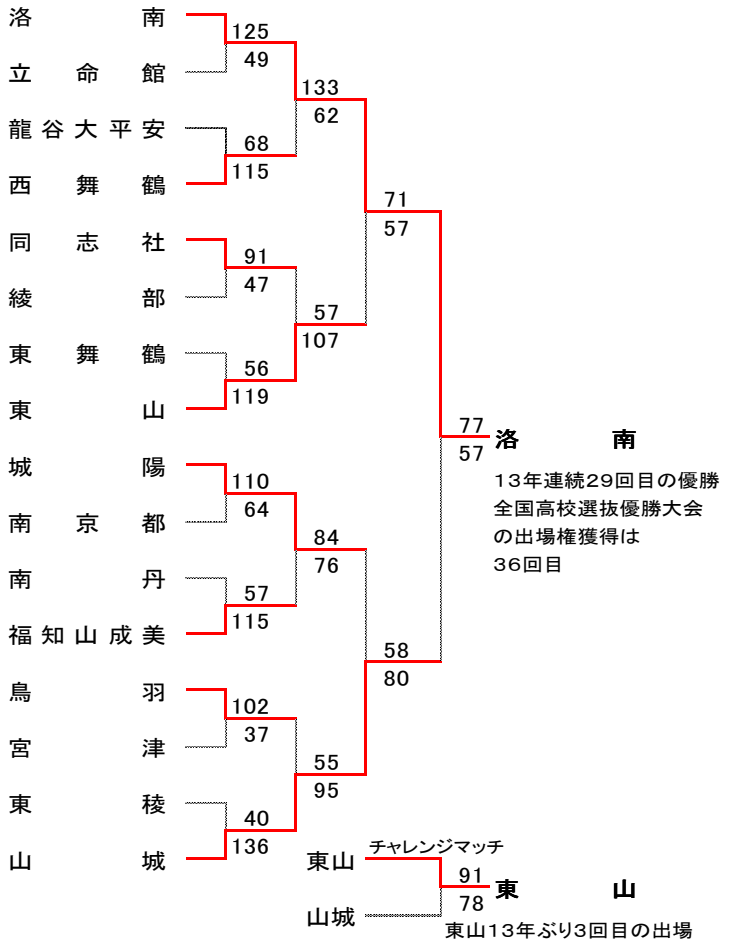 洛南
125
49
立命館
133
62
龍谷大平安
68
115
西舞鶴
71
57
同志社
91
47
綾部
57
107
東舞鶴
56
119
東山
77
57
洛南
13年連続29回目の優勝
全国高校選抜優勝大会
の出場権獲得は
36回目
城陽
110
64
南京都
84
76
南丹
57
115
福知山成美
58
80
鳥羽
102
37
宮津
55
95
東稜
40
136
山城
チャレンジマッチ
東山
91
78
東山
山城
東山13年ぶり3回目の出場